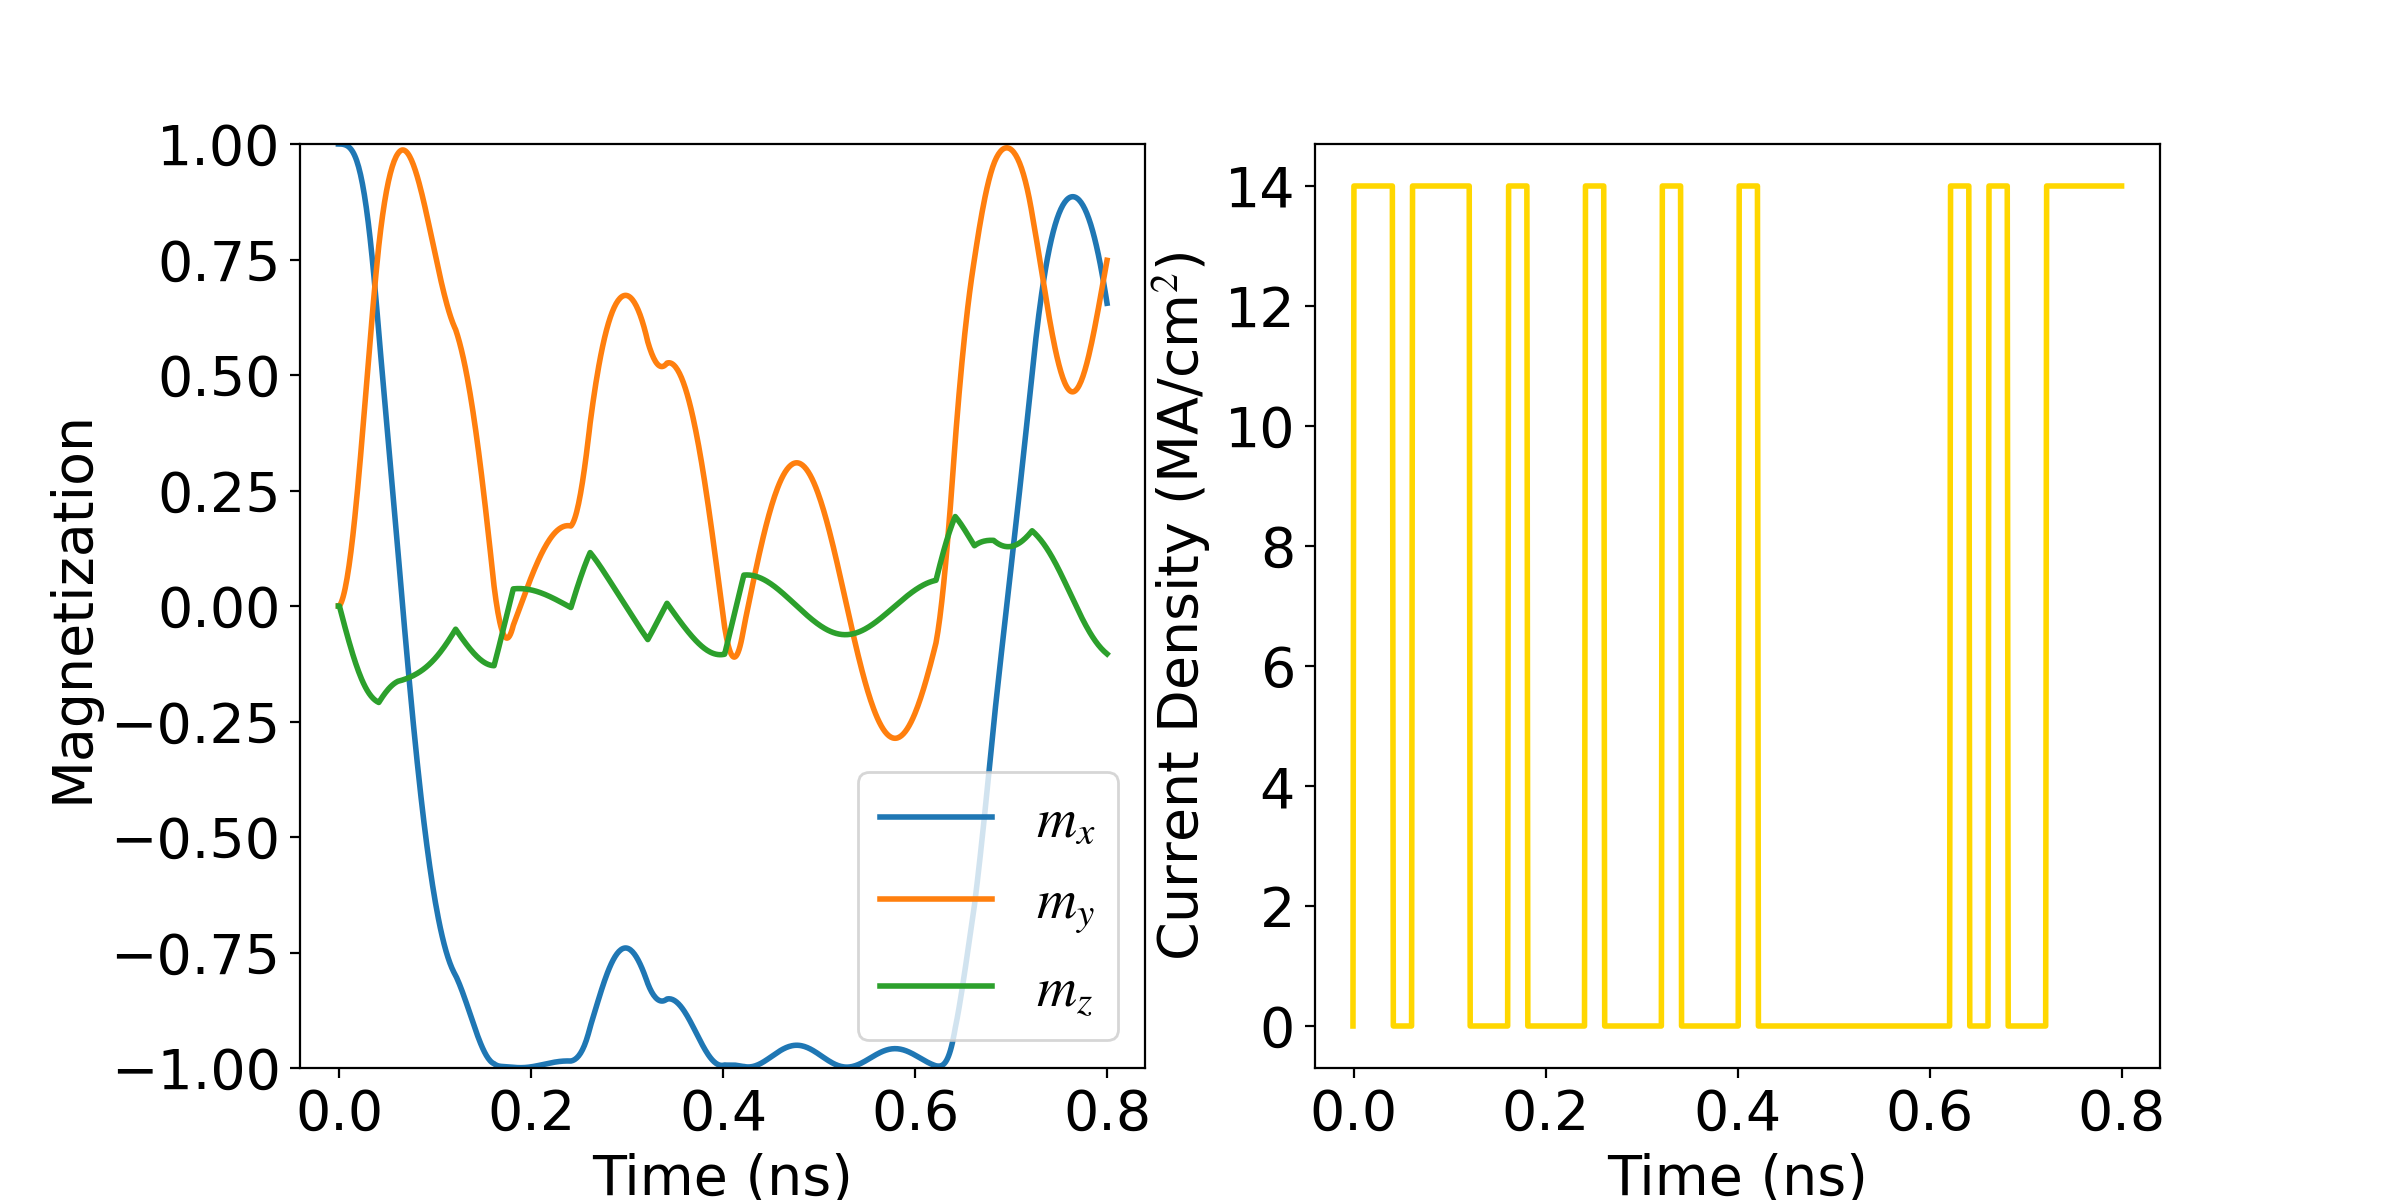 Magnetization
1.00
0.75
0.50
0.25
0.00
−0.25
−0.50
−0.75
−1.00
0.0 0.2 0.4 0.6 0.8
Time (ns)
m_x
m_y
m_z
Current Density (MA/cm²)
14
12
10
8
6
4
2
0
0.0 0.2 0.4 0.6 0.8
Time (ns)